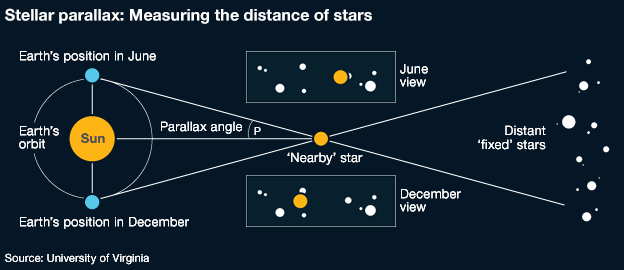 Stellar parallax: Measuring the distance of stars
Earth's position in June
June
view
Earth's
orbit
Sun
Parallax angle
P
'Nearby' star
Distant
'fixed' stars
December
view
Earth's position in December
Source: University of Virginia